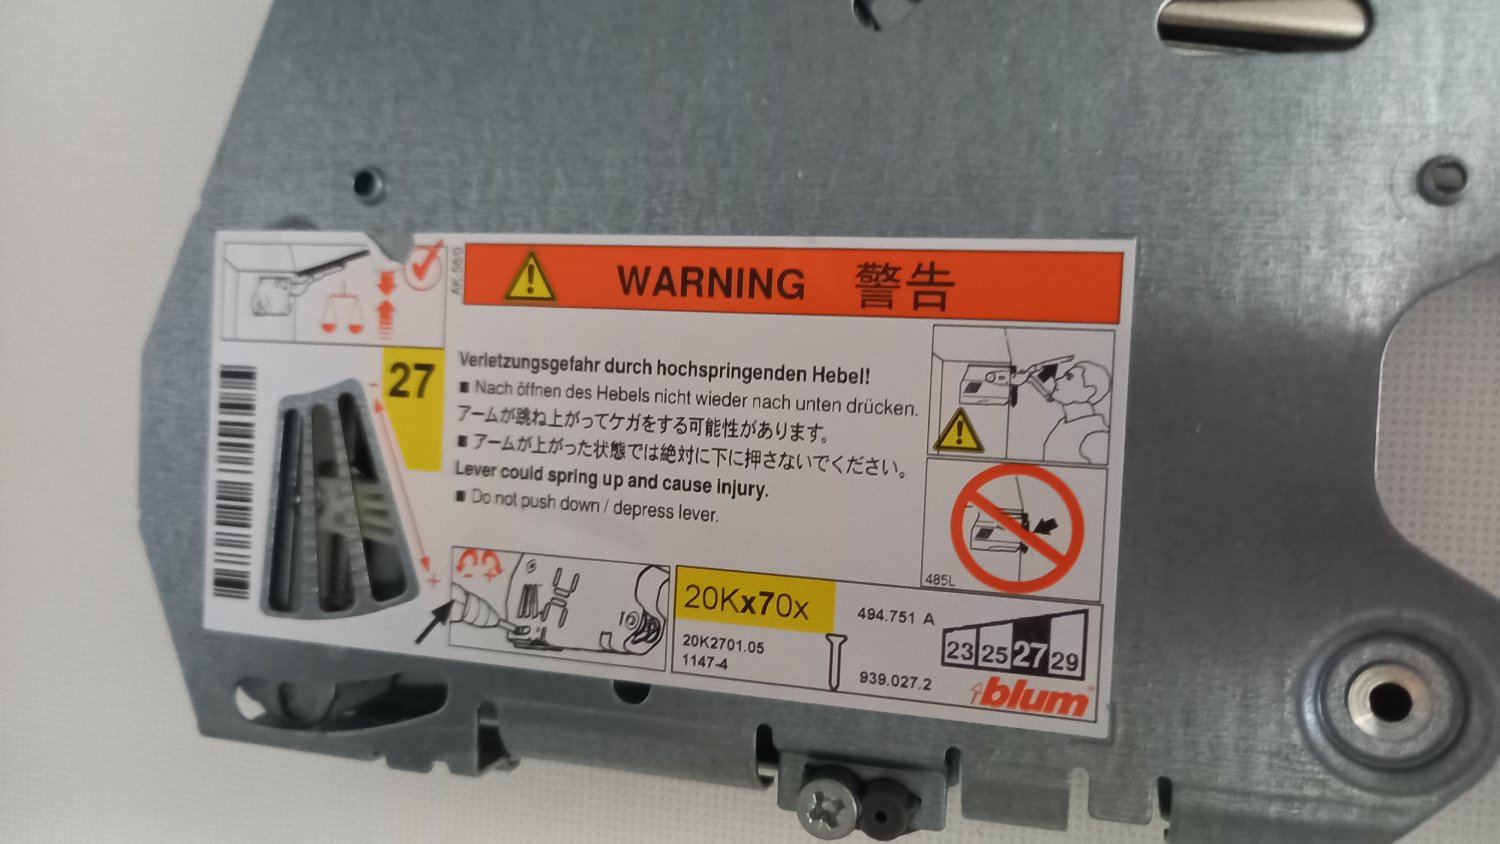 AK 58/0
WARNING 警告
27
Verletzungsgefahr durch hochspringenden Hebel!
■ Nach öffnen des Hebels nicht wieder nach unten drücken.
アームが跳ね上がってケガをする可能性があります。
■ アームが上がった状態では絶対に下に押さないでください。
Lever could spring up and cause injury.
■ Do not push down / depress lever.
485L
20Kx70x
494.751 A
20K2701.05
1147-4
939.027.2
23 25 27 29
blum